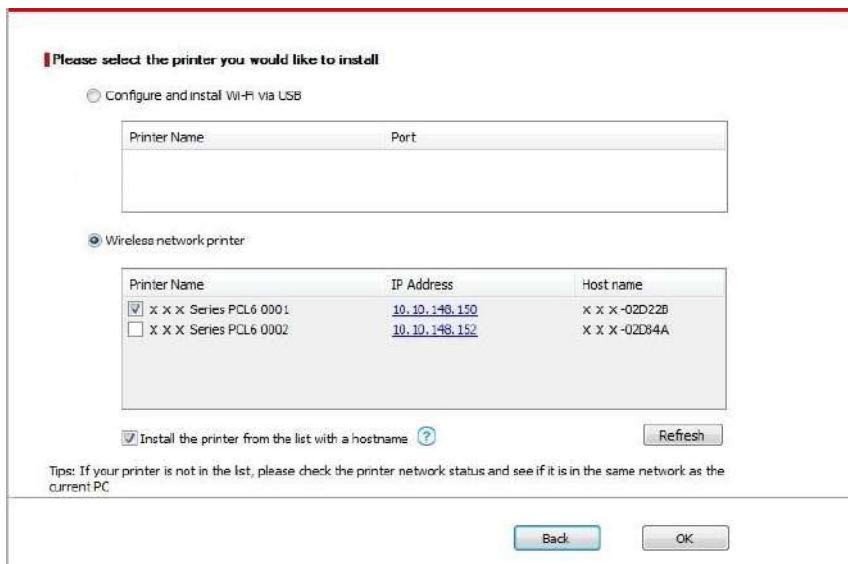 Please select the printer you would like to install
Configure and install Wi-Fi via USB
Printer Name Port
Wireless network printer
Printer Name IP Address Host name
X X X Series PCL6 0001 10.10.148.150 X X X-02D22B
X X X Series PCL6 0002 10.10.148.152 X X X-02D84A
Install the printer from the list with a hostname ?
Refresh
Tips: If your printer is not in the list, please check the printer network status and see if it is in the same network as the
current PC
Back OK